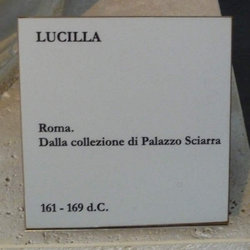 LUCILLA
Roma.
Dalla collezione di Palazzo Sciarra
161 - 169 d.C.